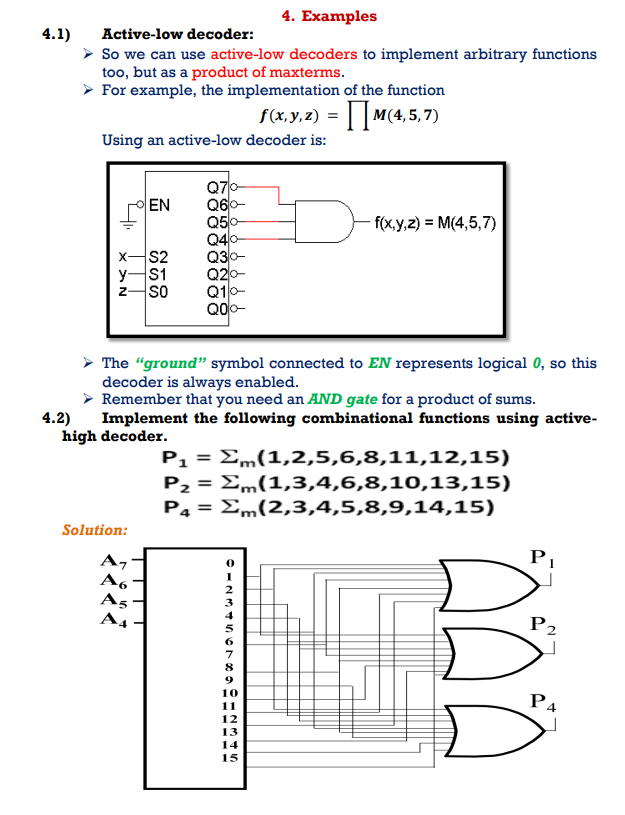 4. Examples
4.1) Active-low decoder:
➢ So we can use active-low decoders to implement arbitrary functions
too, but as a product of maxterms.
➢ For example, the implementation of the function
f(x, y, z) = ∏ M(4, 5, 7)
Using an active-low decoder is:
Q7
EN Q6
Q5
f(x,y,z) = M(4,5,7)
Q4
x S2 Q3
y S1 Q2
z S0 Q1
Q0
➢ The “ground” symbol connected to EN represents logical 0, so this
decoder is always enabled.
➢ Remember that you need an AND gate for a product of sums.
4.2) Implement the following combinational functions using active-
high decoder.
P₁ = Σm(1,2,5,6,8,11,12,15)
P₂ = Σm(1,3,4,6,8,10,13,15)
P₄ = Σm(2,3,4,5,8,9,14,15)
Solution:
A₇
A₆
A₅
A₄
0
1
2
3
4
5
6
7
8
9
10
11
12
13
14
15
P₁
P₂
P₄